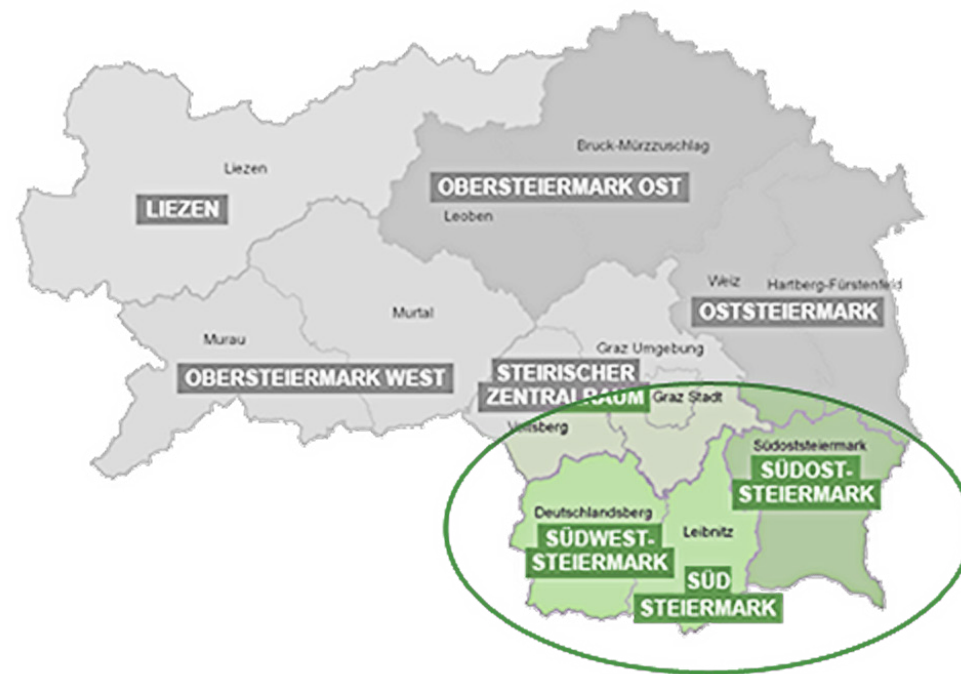 Bruck-Mürzzuschlag
Liezen
LIEZEN
OBERSTEIERMARK OST
Leoben
Weiz
Hartberg-Fürstenfeld
OSTSTEIERMARK
Murtal
Murau
OBERSTEIERMARK WEST
Graz Umgebung
STEIRISCHER
ZENTRALRAUM
Graz Stadt
Voitsberg
Südoststeiermark
SÜDOST-
STEIERMARK
Deutschlandsberg
SÜDWEST-
STEIERMARK
Leibnitz
SÜD
STEIERMARK